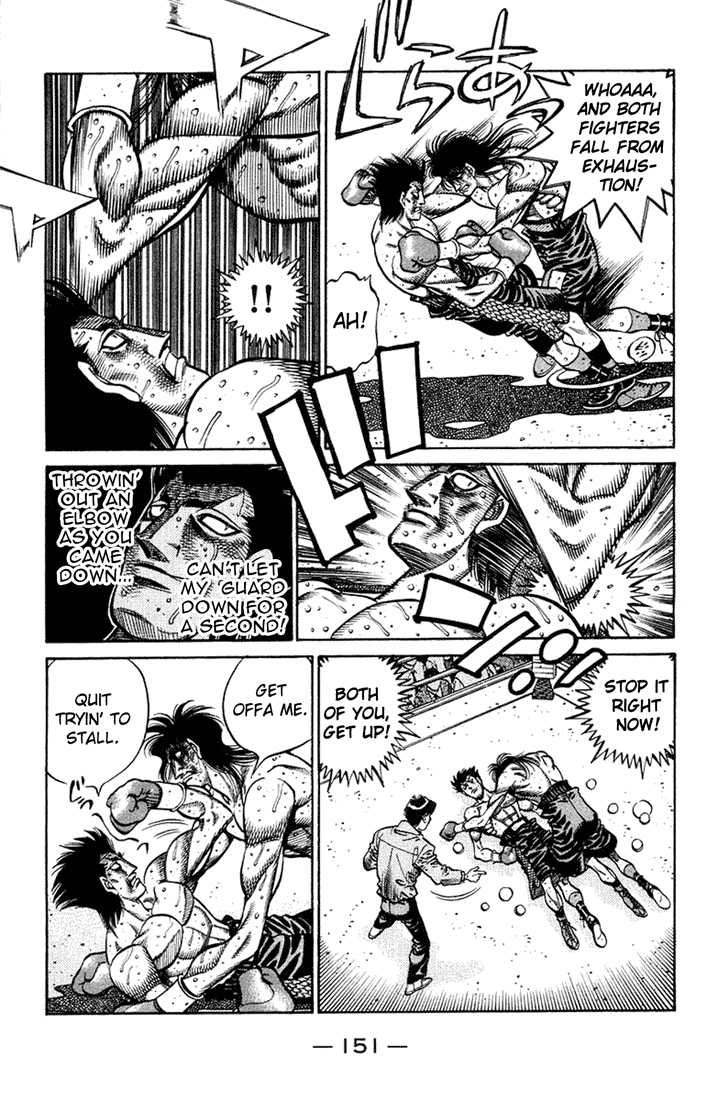 WHOAAA,
AND BOTH
FIGHTERS
FALL FROM
EXHAUS-
TION!
AH!
!!
THROWIN'
OUT AN
ELBOW
AS YOU
CAME
DOWN...
CAN'T LET
MY GUARD
DOWN FOR
A SECOND!
STOP IT
RIGHT
NOW!
BOTH
OF YOU,
GET UP!
GET
OFFA ME.
QUIT
TRYIN' TO
STALL.
— 151 —